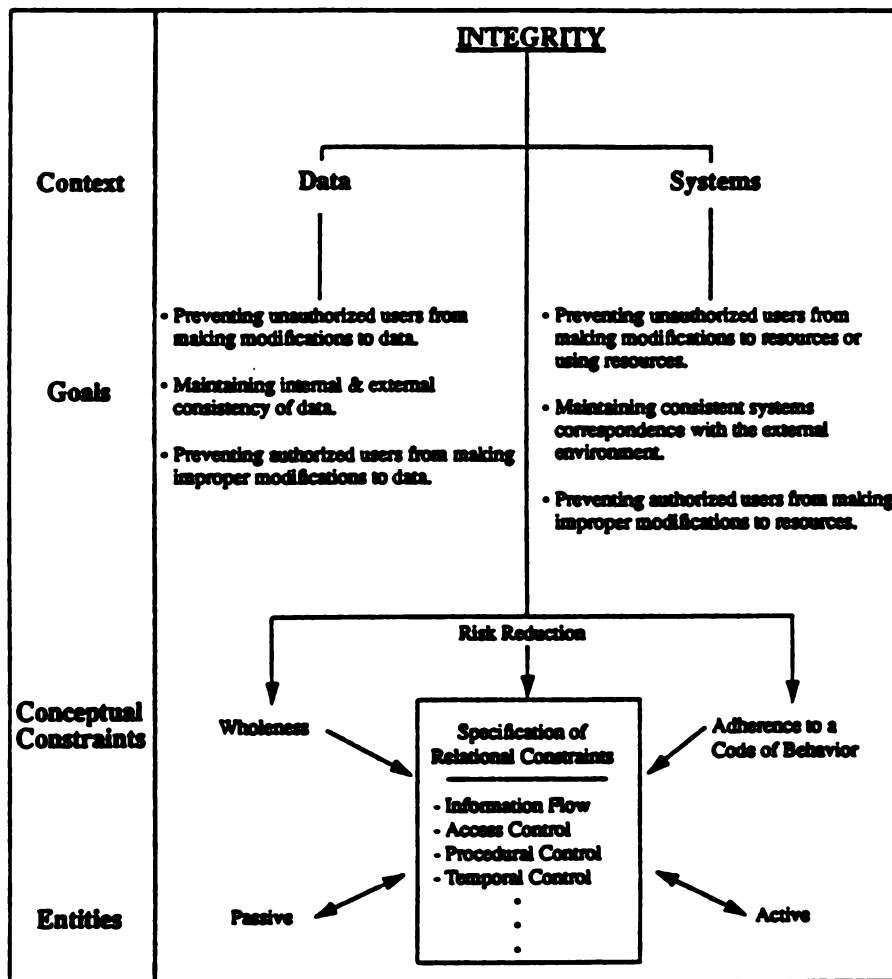 INTEGRITY
Context
Data
Systems
Goals
• Preventing unauthorized users from
making modifications to data.
• Maintaining internal & external
consistency of data.
• Preventing authorized users from making
improper modifications to data.
• Preventing unauthorized users from
making modifications to resources or
using resources.
• Maintaining consistent systems
correspondence with the external
environment.
• Preventing authorized users from making
improper modifications to resources.
Risk Reduction
Conceptual
Constraints
Wholeness
Specification of
Relational Constraints
- Information Flow
- Access Control
- Procedural Control
- Temporal Control
Adherence to a
Code of Behavior
Entities
Passive
Active